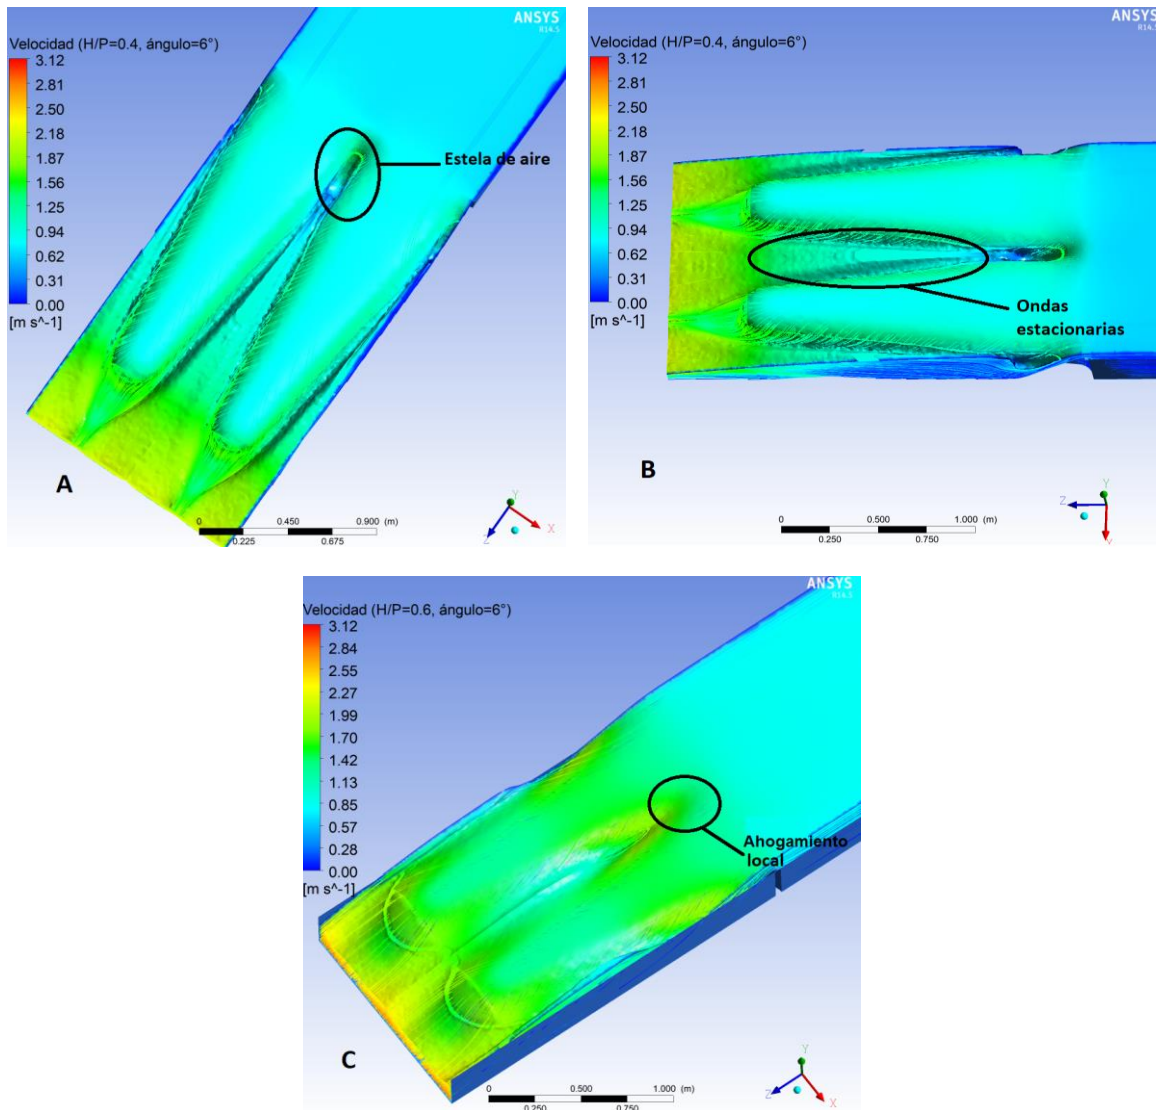 ANSYS
R14.5
Velocidad (H/P=0.4, ángulo=6°)
3.12
2.81
2.50
2.18
1.87
1.56
1.25
0.94
0.62
0.31
0.00
[m s^-1]
Estela de aire
A
0
0.450
0.900 (m)
0.225
0.675
Y
X
Z
ANSYS
R14.5
Velocidad (H/P=0.4, ángulo=6°)
3.12
2.81
2.50
2.18
1.87
1.56
1.25
0.94
0.62
0.31
0.00
[m s^-1]
Ondas
estacionarias
B
0
0.500
1.000 (m)
0.250
0.750
Y
Z
ANSYS
R14.5
Velocidad (H/P=0.6, ángulo=6°)
3.12
2.84
2.55
2.27
1.99
1.70
1.42
1.13
0.85
0.57
0.28
0.00
[m s^-1]
Ahogamiento
local
C
0
0.500
1.000 (m)
0.250
0.750
Y
Z
X